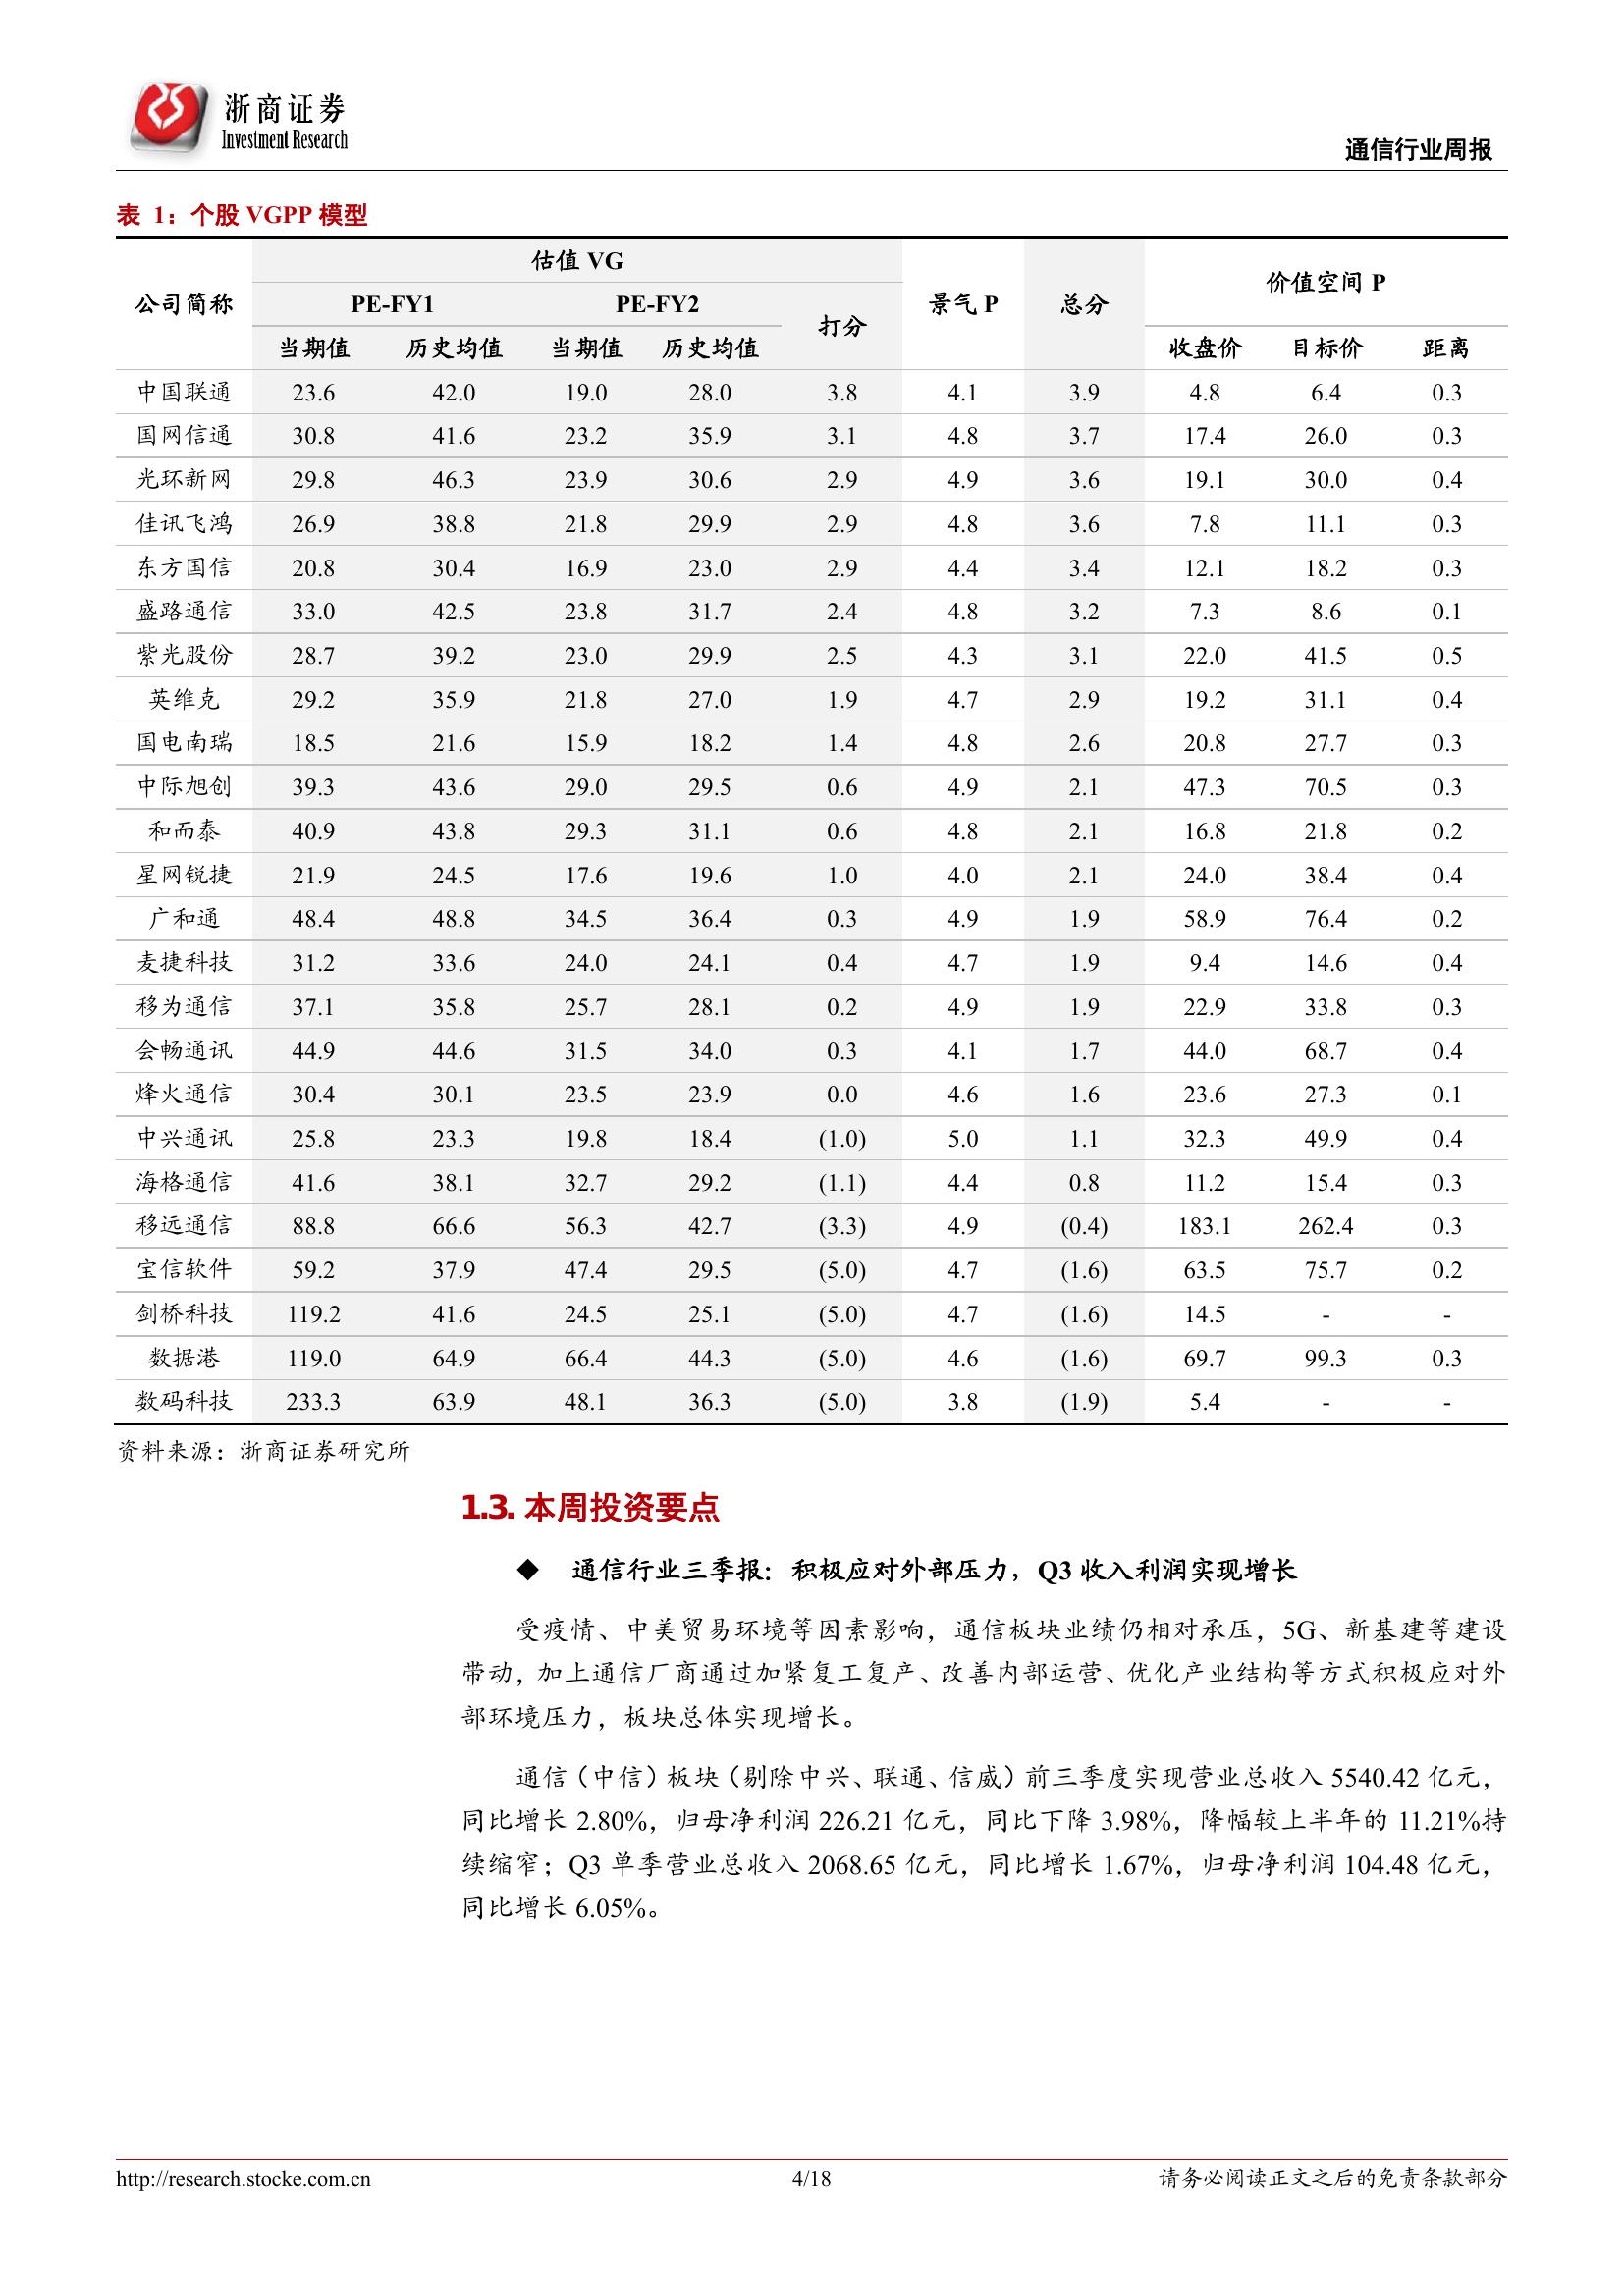 浙商证券
Investment Research
通信行业周报
表 1：个股 VGPP 模型
公司简称 估值 VG 景气 P 总分 价值空间 P
PE-FY1 PE-FY2 打分
当期值 历史均值 当期值 历史均值 收盘价 目标价 距离
中国联通 23.6 42.0 19.0 28.0 3.8 4.1 3.9 4.8 6.4 0.3
国网信通 30.8 41.6 23.2 35.9 3.1 4.8 3.7 17.4 26.0 0.3
光环新网 29.8 46.3 23.9 30.6 2.9 4.9 3.6 19.1 30.0 0.4
佳讯飞鸿 26.9 38.8 21.8 29.9 2.9 4.8 3.6 7.8 11.1 0.3
东方国信 20.8 30.4 16.9 23.0 2.9 4.4 3.4 12.1 18.2 0.3
盛路通信 33.0 42.5 23.8 31.7 2.4 4.8 3.2 7.3 8.6 0.1
紫光股份 28.7 39.2 23.0 29.9 2.5 4.3 3.1 22.0 41.5 0.5
英维克 29.2 35.9 21.8 27.0 1.9 4.7 2.9 19.2 31.1 0.4
国电南瑞 18.5 21.6 15.9 18.2 1.4 4.8 2.6 20.8 27.7 0.3
中际旭创 39.3 43.6 29.0 29.5 0.6 4.9 2.1 47.3 70.5 0.3
和而泰 40.9 43.8 29.3 31.1 0.6 4.8 2.1 16.8 21.8 0.2
星网锐捷 21.9 24.5 17.6 19.6 1.0 4.0 2.1 24.0 38.4 0.4
广和通 48.4 48.8 34.5 36.4 0.3 4.9 1.9 58.9 76.4 0.2
麦捷科技 31.2 33.6 24.0 24.1 0.4 4.7 1.9 9.4 14.6 0.4
移为通信 37.1 35.8 25.7 28.1 0.2 4.9 1.9 22.9 33.8 0.3
会畅通讯 44.9 44.6 31.5 34.0 0.3 4.1 1.7 44.0 68.7 0.4
烽火通信 30.4 30.1 23.5 23.9 0.0 4.6 1.6 23.6 27.3 0.1
中兴通讯 25.8 23.3 19.8 18.4 (1.0) 5.0 1.1 32.3 49.9 0.4
海格通信 41.6 38.1 32.7 29.2 (1.1) 4.4 0.8 11.2 15.4 0.3
移远通信 88.8 66.6 56.3 42.7 (3.3) 4.9 (0.4) 183.1 262.4 0.3
宝信软件 59.2 37.9 47.4 29.5 (5.0) 4.7 (1.6) 63.5 75.7 0.2
剑桥科技 119.2 41.6 24.5 25.1 (5.0) 4.7 (1.6) 14.5 - -
数据港 119.0 64.9 66.4 44.3 (5.0) 4.6 (1.6) 69.7 99.3 0.3
数码科技 233.3 63.9 48.1 36.3 (5.0) 3.8 (1.9) 5.4 - -
资料来源：浙商证券研究所
1.3. 本周投资要点
◆ 通信行业三季报：积极应对外部压力，Q3 收入利润实现增长
受疫情、中美贸易环境等因素影响，通信板块业绩仍相对承压，5G、新基建等建设
带动，加上通信厂商通过加紧复工复产、改善内部运营、优化产业结构等方式积极应对外
部环境压力，板块总体实现增长。
通信（中信）板块（剔除中兴、联通、信威）前三季度实现营业总收入 5540.42 亿元，
同比增长 2.80%，归母净利润 226.21 亿元，同比下降 3.98%，降幅较上半年的 11.21%持
续缩窄；Q3 单季营业总收入 2068.65 亿元，同比增长 1.67%，归母净利润 104.48 亿元，
同比增长 6.05%。
http://research.stocke.com.cn 4/18 请务必阅读正文之后的免责条款部分